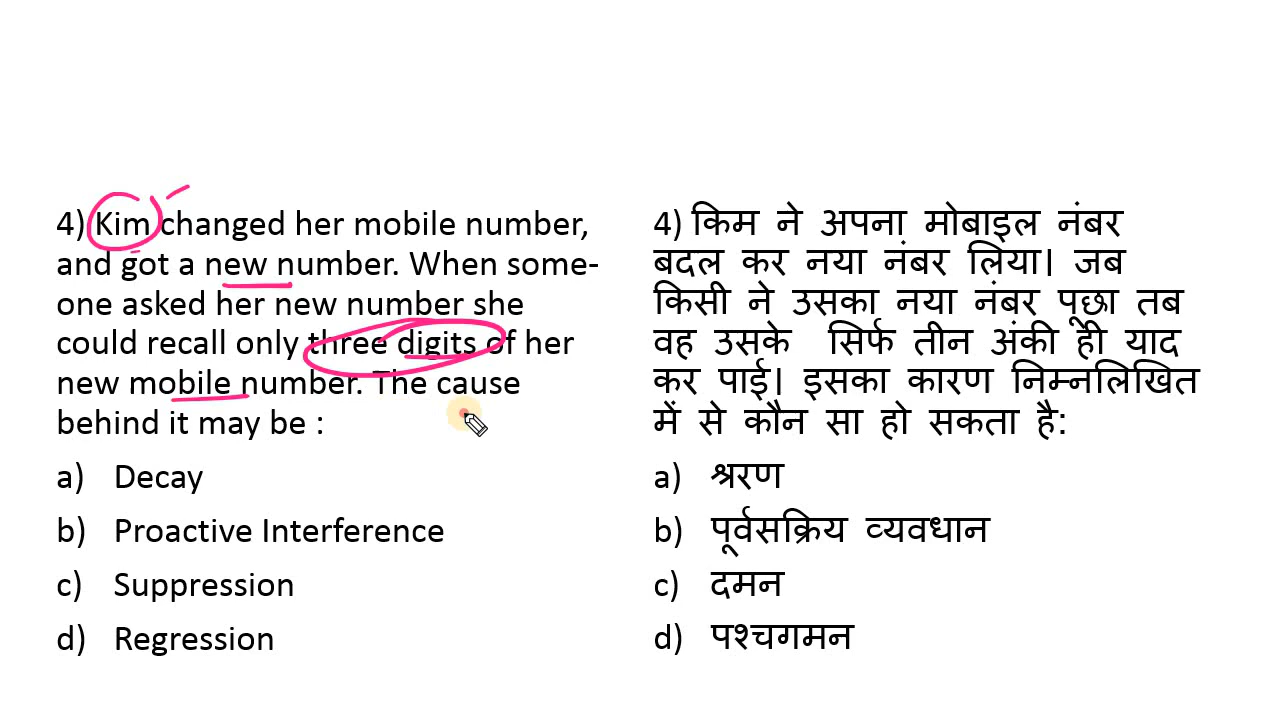 4) Kim changed her mobile number,
and got a new number. When some-
one asked her new number she
could recall only three digits of her
new mobile number. The cause
behind it may be :
a) Decay
b) Proactive Interference
c) Suppression
d) Regression
4) किम ने अपना मोबाइल नंबर
बदल कर नया नंबर लिया। जब
किसी ने उसका नया नंबर पूछा तब
वह उसके सिर्फ तीन अंकी ही याद
कर पाई। इसका कारण निम्नलिखित
में से कौन सा हो सकता है:
a) श्ररण
b) पूर्वसक्रिय व्यवधान
c) दमन
d) पश्चगमन